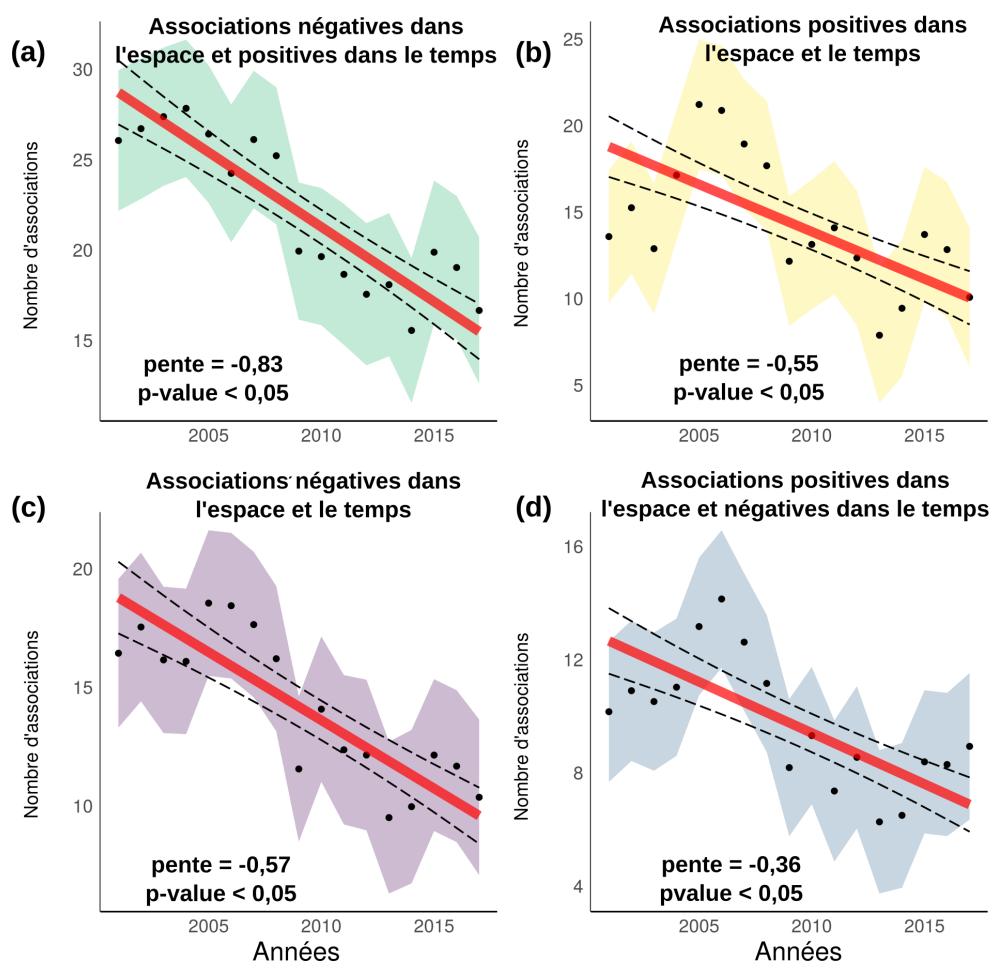 (a)
Associations négatives dans
l'espace et positives dans le temps
Nombre d'associations
30
25
20
15
pente = -0,83
p-value < 0,05
2005
2010
2015
(b)
Associations positives dans
l'espace et le temps
Nombre d'associations
25
20
15
10
5
pente = -0,55
p-value < 0,05
2005
2010
2015
(c)
Associations négatives dans
l'espace et le temps
Nombre d'associations
20
15
10
pente = -0,57
p-value < 0,05
2005
2010
2015
Années
(d)
Associations positives dans
l'espace et négatives dans le temps
Nombre d'associations
16
12
8
4
pente = -0,36
pvalue < 0,05
2005
2010
2015
Années